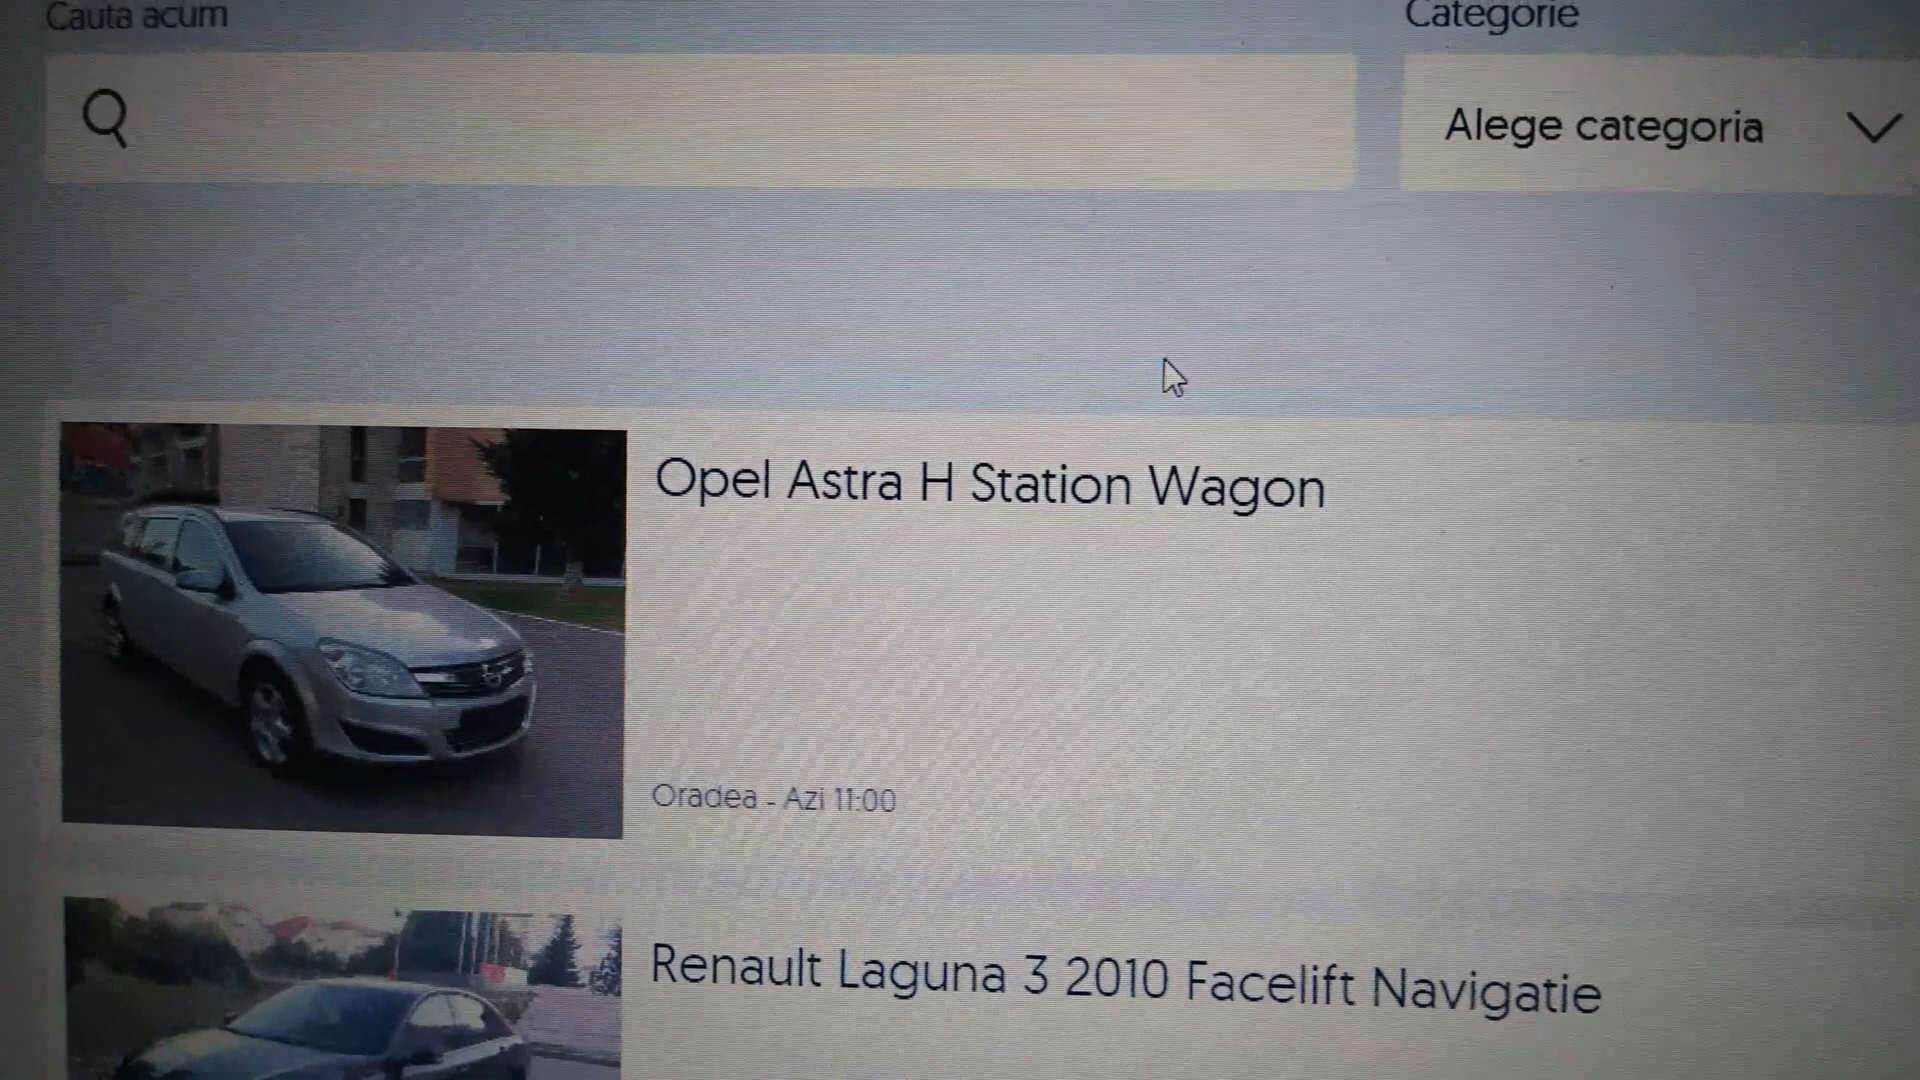 Cauta acum
Categorie
Alege categoria
Opel Astra H Station Wagon
Oradea - Azi 11:00
Renault Laguna 3 2010 Facelift Navigatie